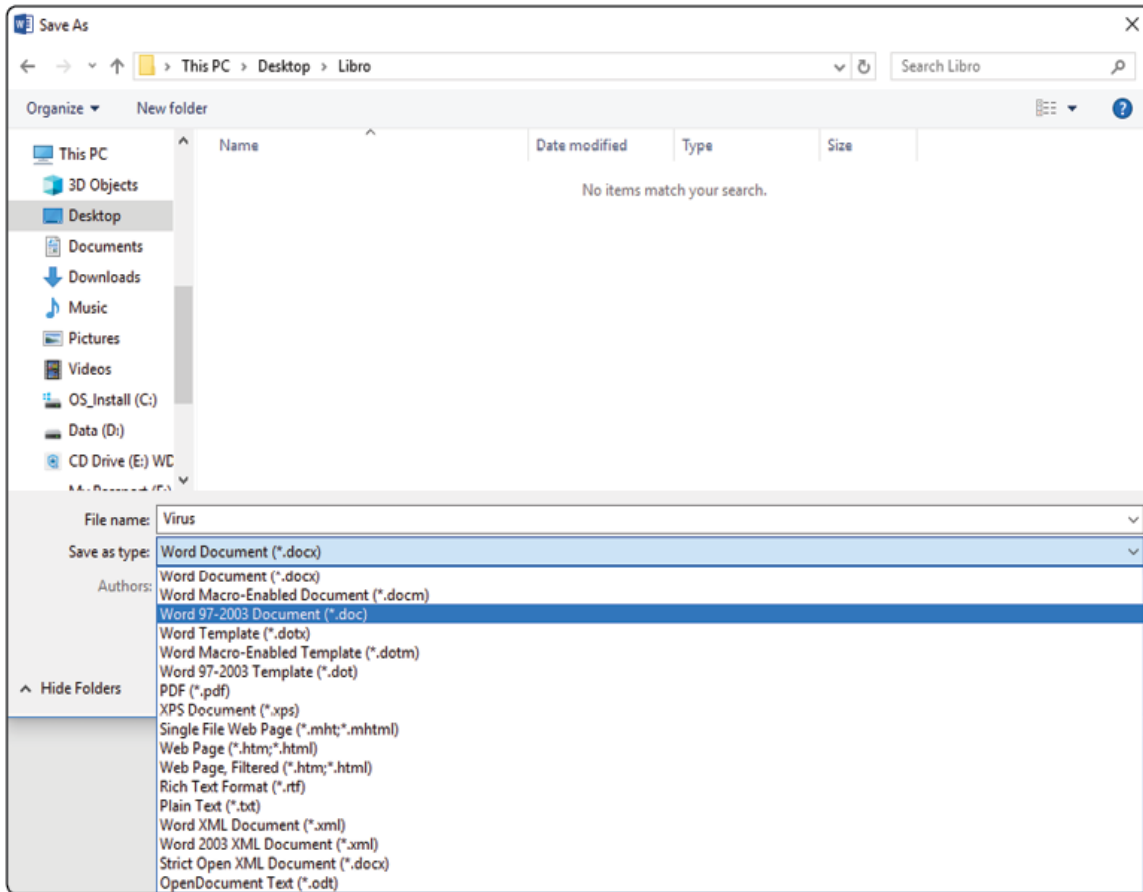 Save As
This PC > Desktop > Libro
Search Libro
Organize
New folder
Name
Date modified
Type
Size
This PC
3D Objects
Desktop
Documents
Downloads
Music
Pictures
Videos
OS_Install (C:)
Data (D:)
CD Drive (E:) WD
No items match your search.
File name: Virus
Save as type: Word Document (*.docx)
Authors:
Word Document (*.docx)
Word Macro-Enabled Document (*.docm)
Word 97-2003 Document (*.doc)
Word Template (*.dotx)
Word Macro-Enabled Template (*.dotm)
Word 97-2003 Template (*.dot)
PDF (*.pdf)
XPS Document (*.xps)
Single File Web Page (*.mht;*.mhtml)
Web Page (*.htm;*.html)
Web Page, Filtered (*.htm;*.html)
Rich Text Format (*.rtf)
Plain Text (*.txt)
Word XML Document (*.xml)
Word 2003 XML Document (*.xml)
Strict Open XML Document (*.docx)
OpenDocument Text (*.odt)
Hide Folders